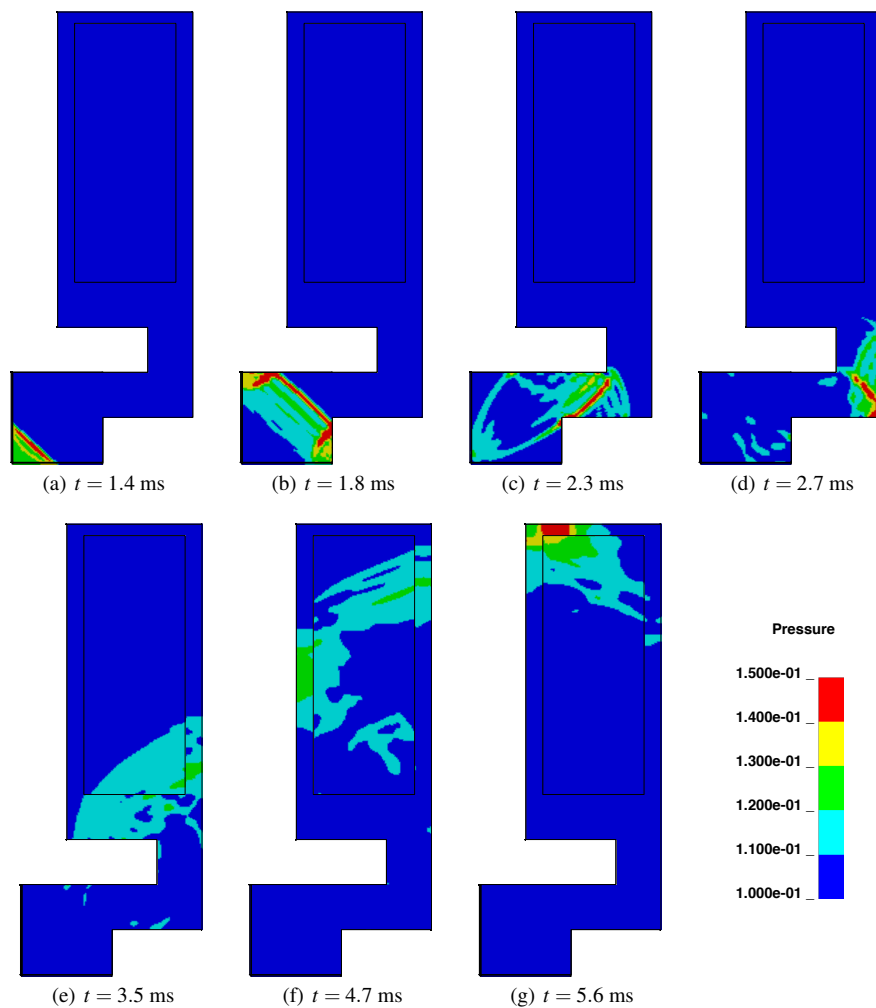 (a) t = 1.4 ms
(b) t = 1.8 ms
(c) t = 2.3 ms
(d) t = 2.7 ms
Pressure
1.500e-01
1.400e-01
1.300e-01
1.200e-01
1.100e-01
1.000e-01
(e) t = 3.5 ms
(f) t = 4.7 ms
(g) t = 5.6 ms